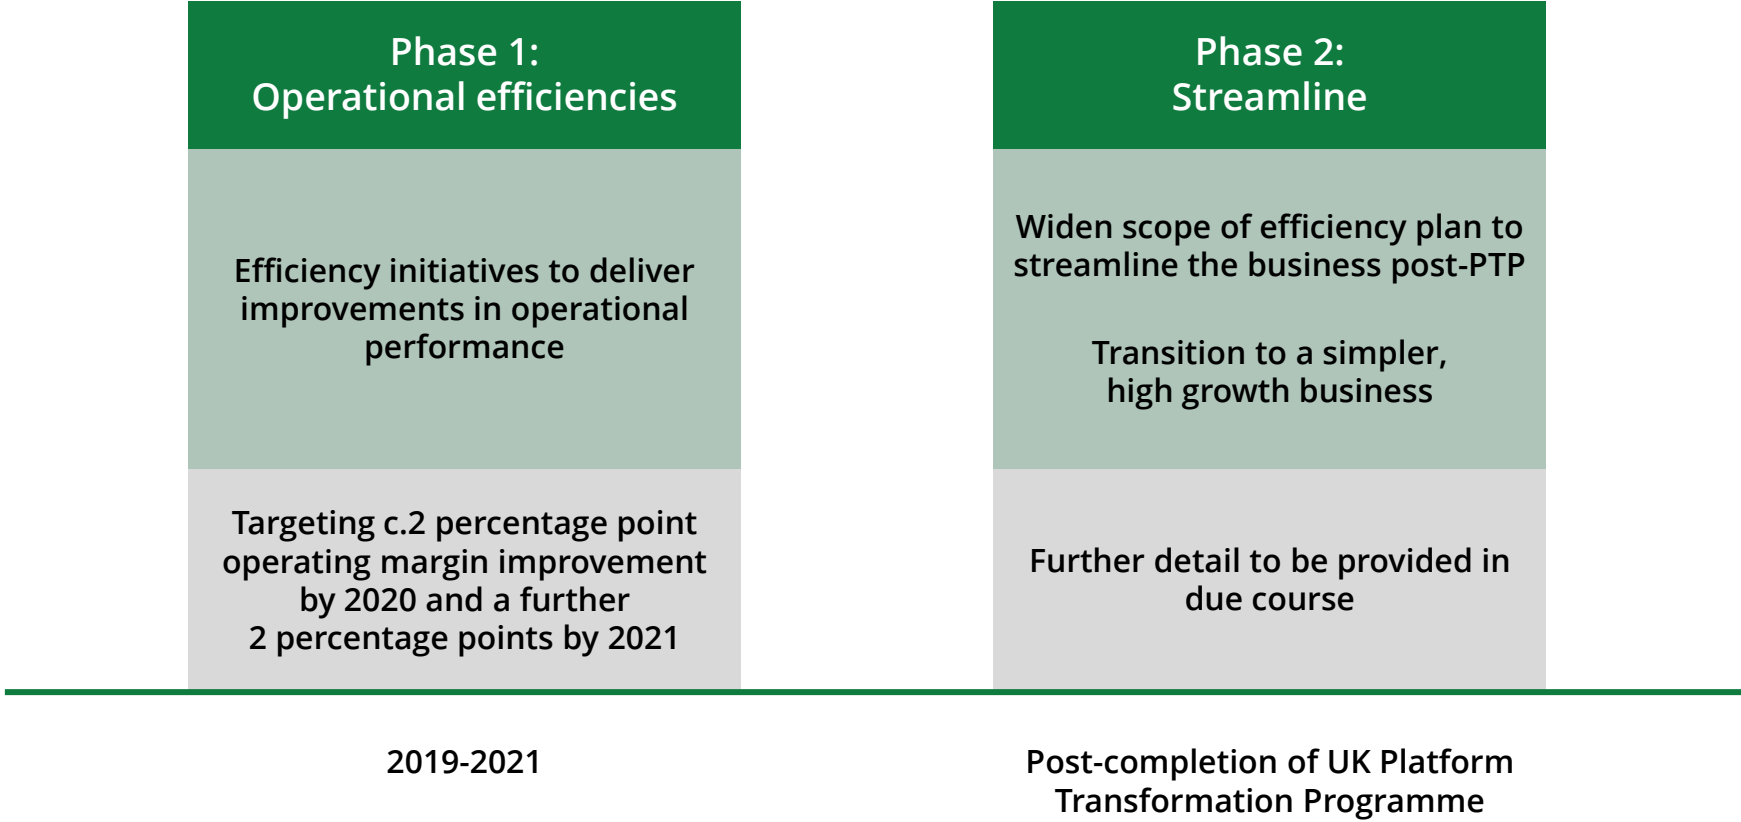 Phase 1:
Operational efficiencies
Efficiency initiatives to deliver
improvements in operational
performance
Targeting c.2 percentage point
operating margin improvement
by 2020 and a further
2 percentage points by 2021
2019-2021
Phase 2:
Streamline
Widen scope of efficiency plan to
streamline the business post-PTP
Transition to a simpler,
high growth business
Further detail to be provided in
due course
Post-completion of UK Platform
Transformation Programme